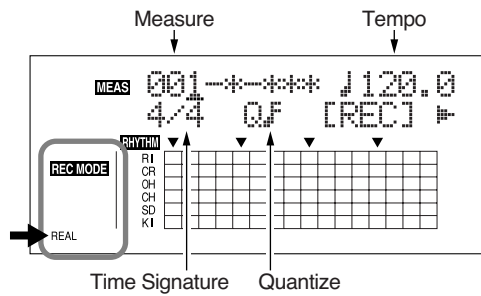 Measure Tempo
MEAS 001-*-*** ♩120.0
4/4 Q♪ [REC]
RHYTHM
RI
REC MODE CR
OH
CH
SD
KI
REAL
Time Signature Quantize